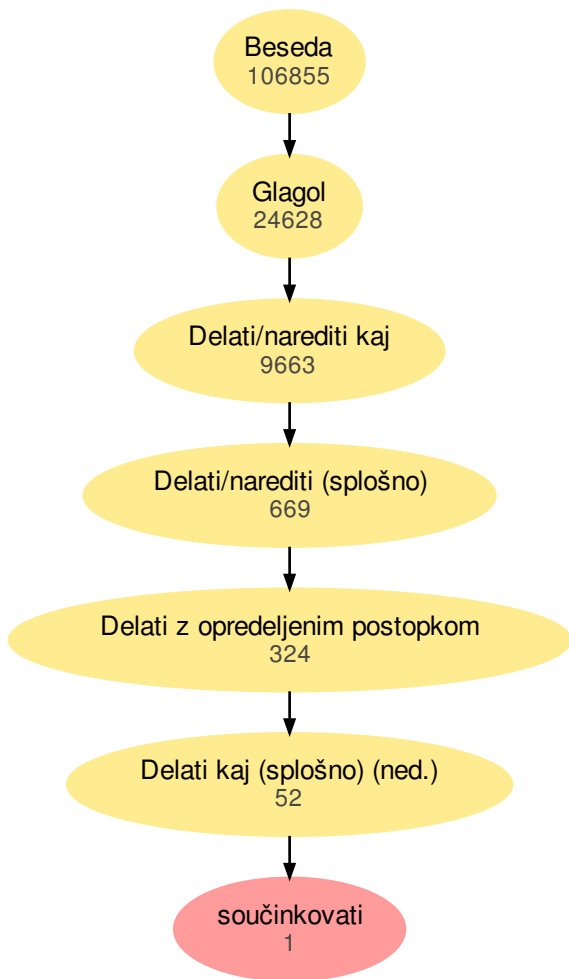 Beseda
106855
Glagol
24628
Delati/narediti kaj
9663
Delati/narediti (splošno)
669
Delati z opredeljenim postopkom
324
Delati kaj (splošno) (ned.)
52
součinkovati
1